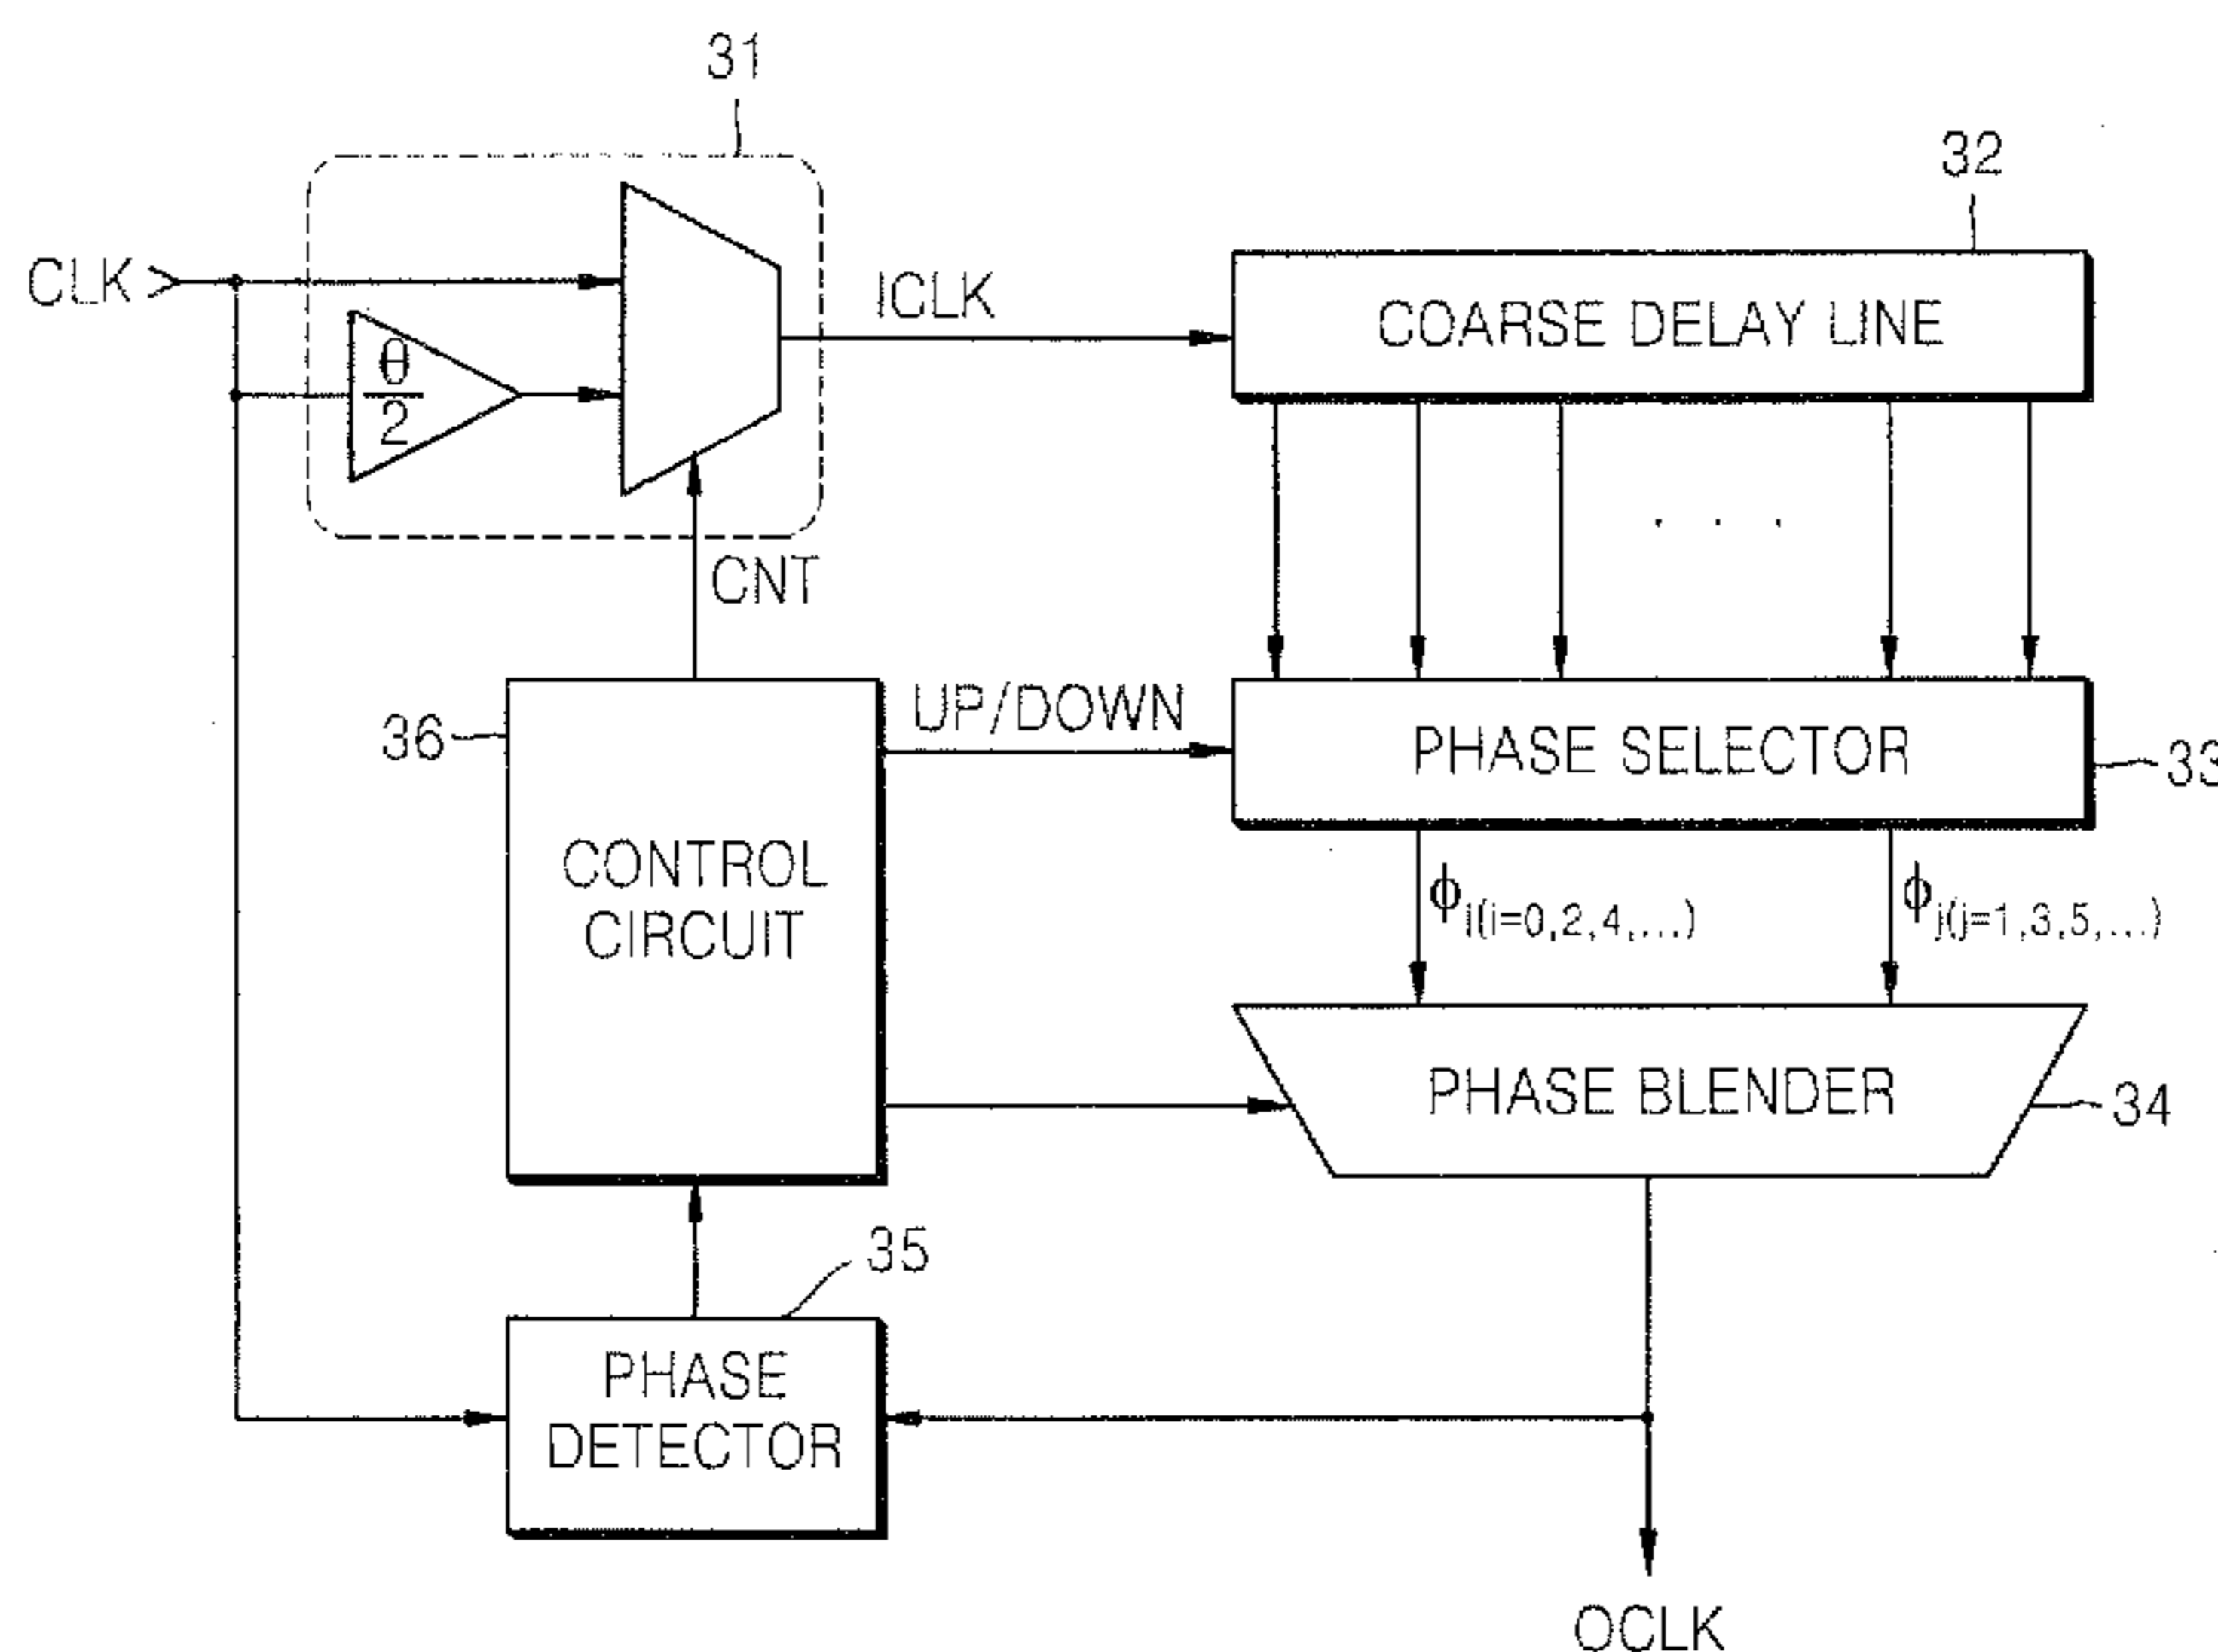 31
32
CLK
θ
2
ICLK
COARSE DELAY LINE
. . .
CNT
36
UP/DOWN
PHASE SELECTOR
33
CONTROL
CIRCUIT
ϕi(i=0,2,4,...)
ϕj(j=1,3,5,...)
PHASE BLENDER
34
35
PHASE
DETECTOR
OCLK